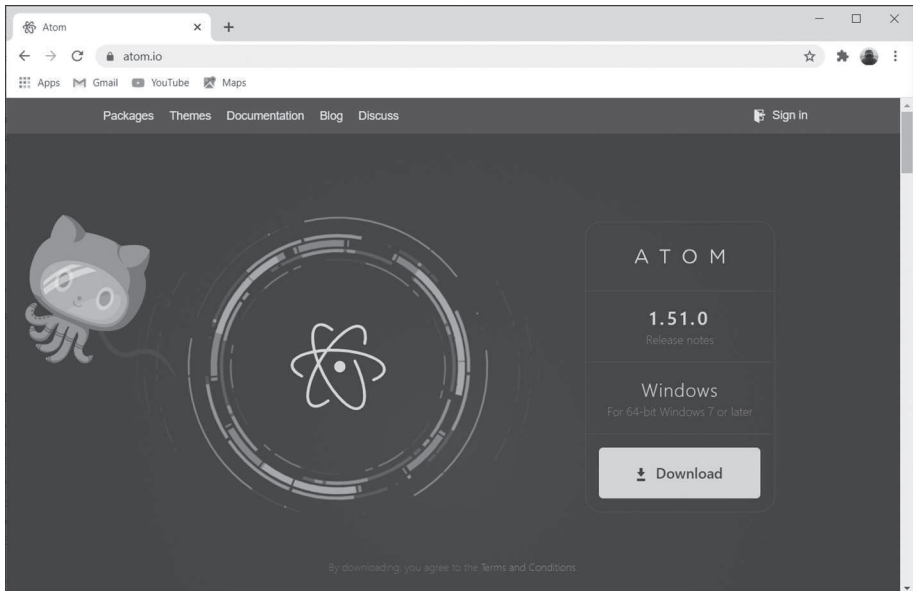 Atom
atom.io
Apps Gmail YouTube Maps
Packages Themes Documentation Blog Discuss Sign in
ATOM
1.51.0
Release notes
Windows
For 64-bit Windows 7 or later
Download
By downloading, you agree to the Terms and Conditions.